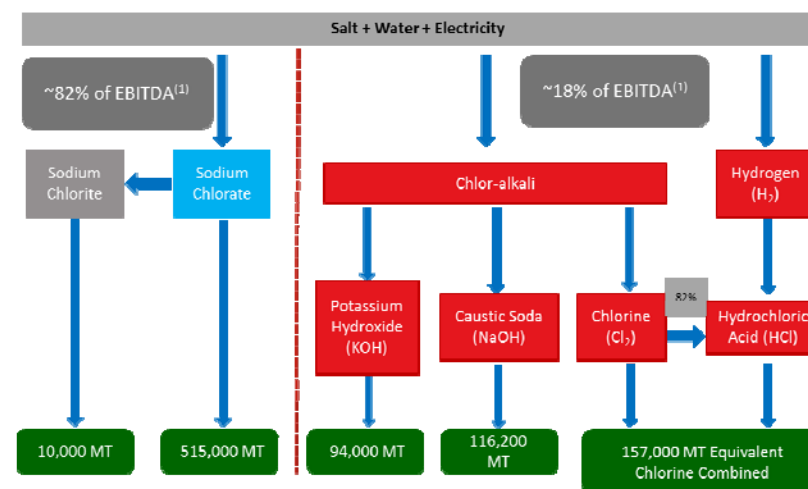 Salt + Water + Electricity
~82% of EBITDA(1)
~18% of EBITDA(1)
Sodium
Chlorite
Sodium
Chlorate
Chlor-alkali
Hydrogen
(H2)
Potassium
Hydroxide
(KOH)
Caustic Soda
(NaOH)
Chlorine
(Cl2)
82%
Hydrochloric
Acid (HCl)
10,000 MT
515,000 MT
94,000 MT
116,200
MT
157,000 MT Equivalent
Chlorine Combined